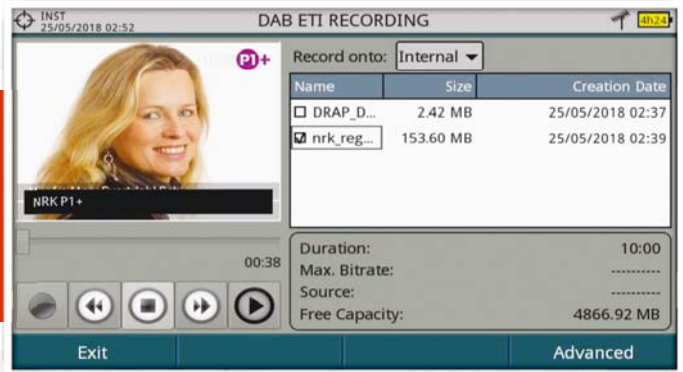 INST
25/05/2018 02:52
DAB ETI RECORDING
4h24
P1+
NRK P1+
00:38
Record onto: Internal
Name Size Creation Date
DRAP_D... 2.42 MB 25/05/2018 02:37
nrk_reg... 153.60 MB 25/05/2018 02:39
Duration: 10:00
Max. Bitrate: ----------
Source: ----------
Free Capacity: 4866.92 MB
Exit Advanced